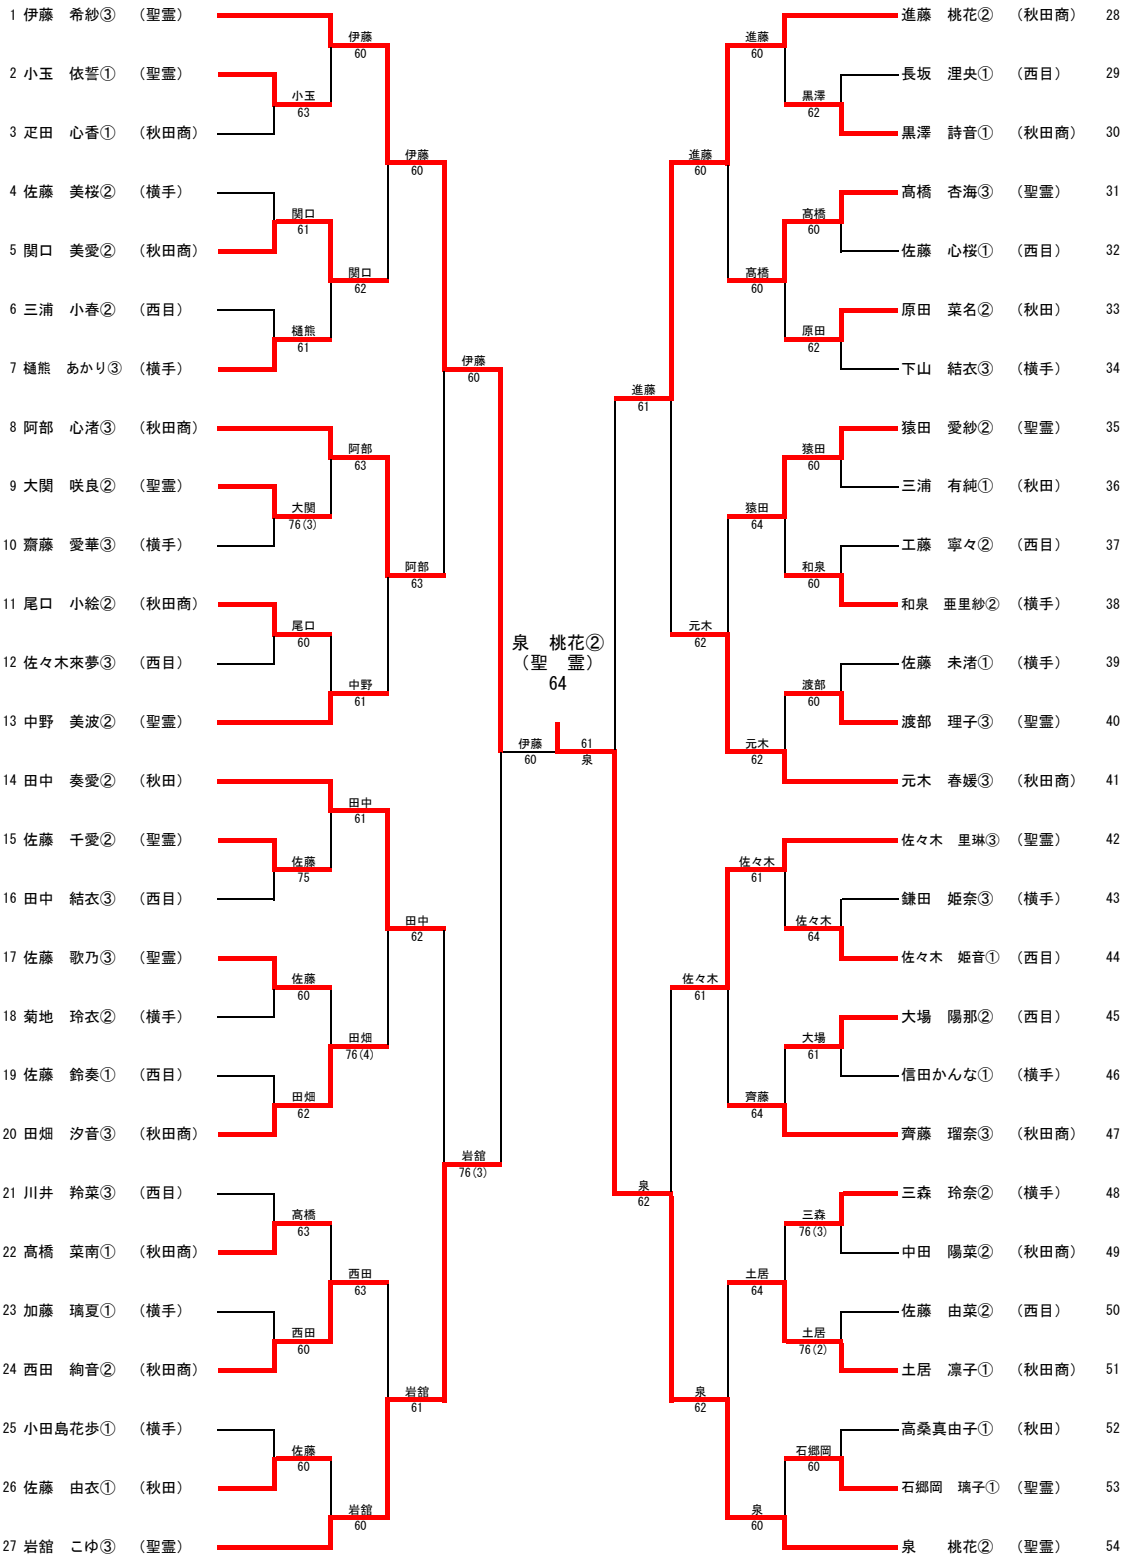 1 伊藤　希紗③ （聖霊）
2 小玉　依誓① （聖霊）
3 疋田　心香① （秋田商）
4 佐藤　美桜② （横手）
5 関口　美愛② （秋田商）
6 三浦　小春② （西目）
7 樋熊　あかり③ （横手）
8 阿部　心渚③ （秋田商）
9 大関　咲良② （聖霊）
10 齋藤　愛華③ （横手）
11 尾口　小絵② （秋田商）
12 佐々木來夢③ （西目）
13 中野　美波② （聖霊）
14 田中　奏愛② （秋田）
15 佐藤　千愛② （聖霊）
16 田中　結衣③ （西目）
17 佐藤　歌乃③ （聖霊）
18 菊地　玲衣② （横手）
19 佐藤　鈴奏① （西目）
20 田畑　汐音③ （秋田商）
21 川井　羚菜③ （西目）
22 髙橋　菜南① （秋田商）
23 加藤　璃夏① （横手）
24 西田　絢音② （秋田商）
25 小田島花歩① （横手）
26 佐藤　由衣① （秋田）
27 岩舘　こゆ③ （聖霊）
小玉
63
関口
61
樋熊
61
大関
76(3)
尾口
60
佐藤
75
佐藤
60
田畑
62
髙橋
63
西田
60
佐藤
60
伊藤
60
関口
62
阿部
63
中野
61
田中
61
田畑
76(4)
西田
63
岩舘
60
伊藤
60
阿部
63
田中
62
岩舘
61
伊藤
60
岩舘
76(3)
伊藤
60
泉　桃花②
（聖　霊）
64
61
泉
進藤
61
泉
62
進藤
60
元木
62
佐々木
61
泉
62
進藤
60
髙橋
60
猿田
64
元木
62
佐々木
61
齊藤
64
土居
64
泉
60
黒澤
62
髙橋
60
原田
62
猿田
60
和泉
60
渡部
60
佐々木
64
大場
61
三森
76(3)
土居
76(2)
石郷岡
60
進藤　桃花② （秋田商） 28
長坂　浬央① （西目） 29
黒澤　詩音① （秋田商） 30
髙橋　杏海③ （聖霊） 31
佐藤　心桜① （西目） 32
原田　菜名② （秋田） 33
下山　結衣③ （横手） 34
猿田　愛紗② （聖霊） 35
三浦　有純① （秋田） 36
工藤　寧々② （西目） 37
和泉　亜里紗② （横手） 38
佐藤　未渚① （横手） 39
渡部　理子③ （聖霊） 40
元木　春媛③ （秋田商） 41
佐々木　里琳③ （聖霊） 42
鎌田　姫奈③ （横手） 43
佐々木　姫音① （西目） 44
大場　陽那② （西目） 45
信田かんな① （横手） 46
齊藤　瑠奈③ （秋田商） 47
三森　玲奈② （横手） 48
中田　陽菜② （秋田商） 49
佐藤　由菜② （西目） 50
土居　凛子① （秋田商） 51
高桑真由子① （秋田） 52
石郷岡　璃子① （聖霊） 53
泉　　桃花② （聖霊） 54